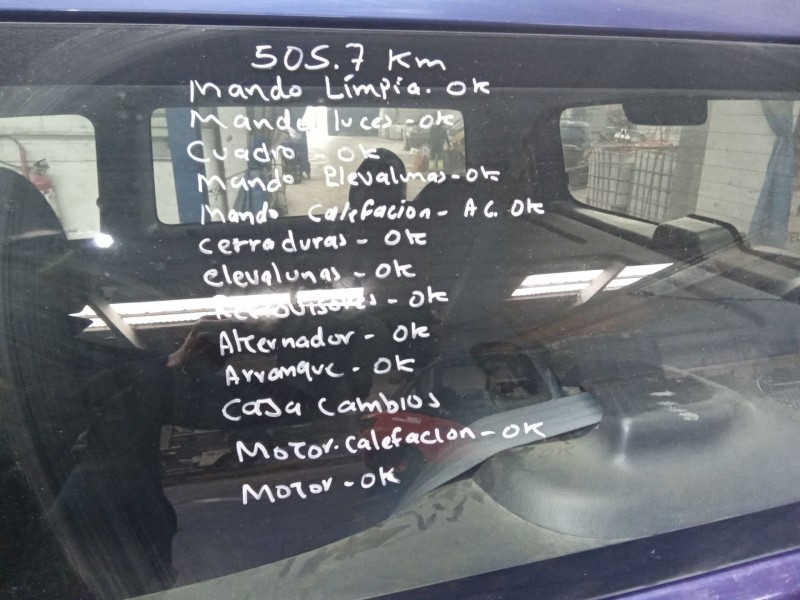 505.7 Km
Mando Limpia. OK
Mando luces - OK
Cuadro - OK
Mando Elevalunas - OK
Mando Calefacion - A C. OK
Cerraduras - OK
elevalunas - OK
Retrovisores - OK
Alternador - OK
Arranque - OK
Caja Cambios
Motor. Calefacion - OK
Motor - OK